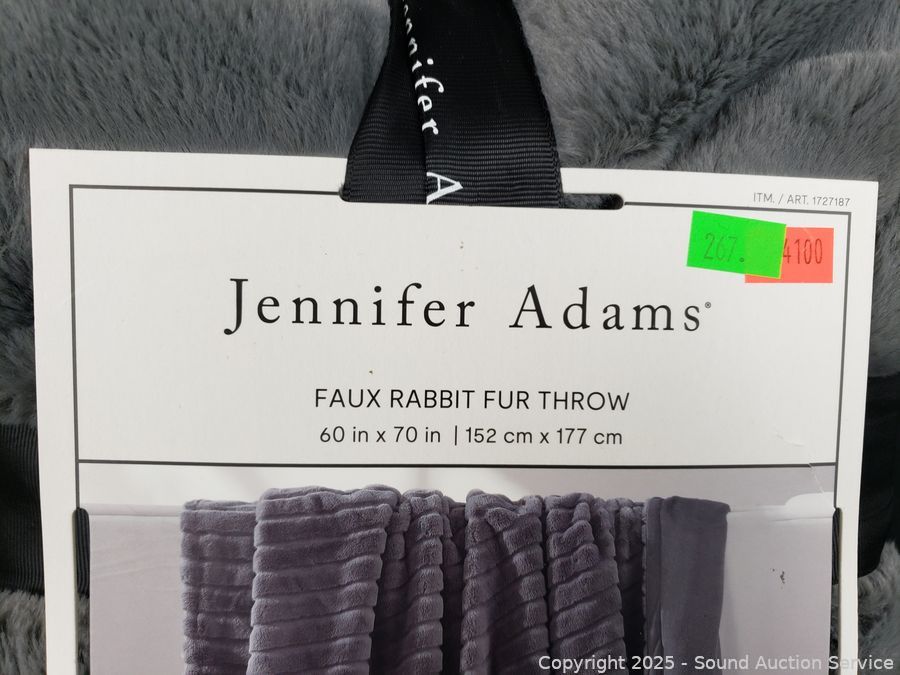 ennifer A
ITM. / ART. 1727187
267.
4100
Jennifer Adams®
FAUX RABBIT FUR THROW
60 in x 70 in | 152 cm x 177 cm
Copyright 2025 - Sound Auction Service